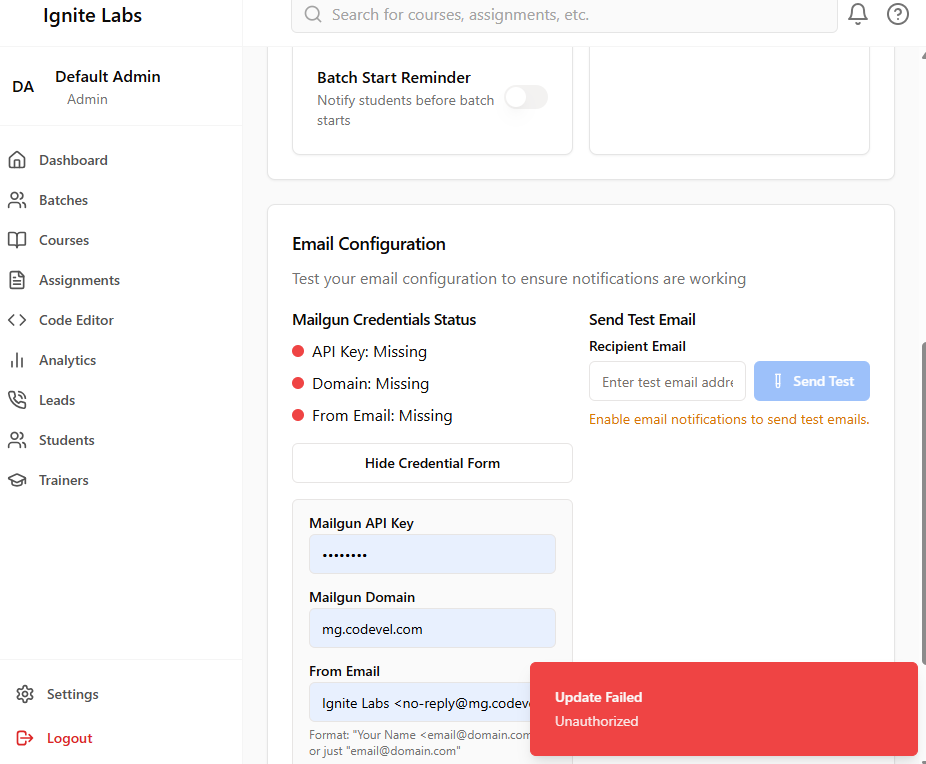 Ignite Labs
Search for courses, assignments, etc.
DA
Default Admin
Admin
Dashboard
Batches
Courses
Assignments
Code Editor
Analytics
Leads
Students
Trainers
Settings
Logout
Batch Start Reminder
Notify students before batch
starts
Email Configuration
Test your email configuration to ensure notifications are working
Mailgun Credentials Status
API Key: Missing
Domain: Missing
From Email: Missing
Hide Credential Form
Send Test Email
Recipient Email
Enter test email addre
Send Test
Enable email notifications to send test emails.
Mailgun API Key
••••••••
Mailgun Domain
mg.codevel.com
From Email
Ignite Labs <no-reply@mg.codeve
Format: "Your Name <email@domain.com
or just "email@domain.com"
Update Failed
Unauthorized